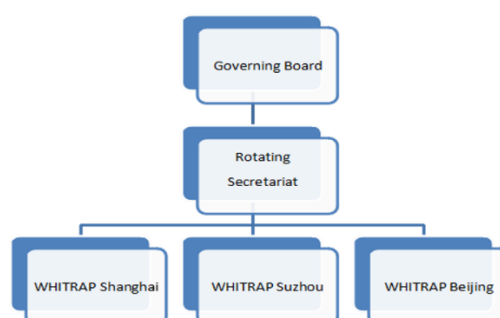 Governing Board
Rotating
Secretariat
WHITRAP Shanghai
WHITRAP Suzhou
WHITRAP Beijing